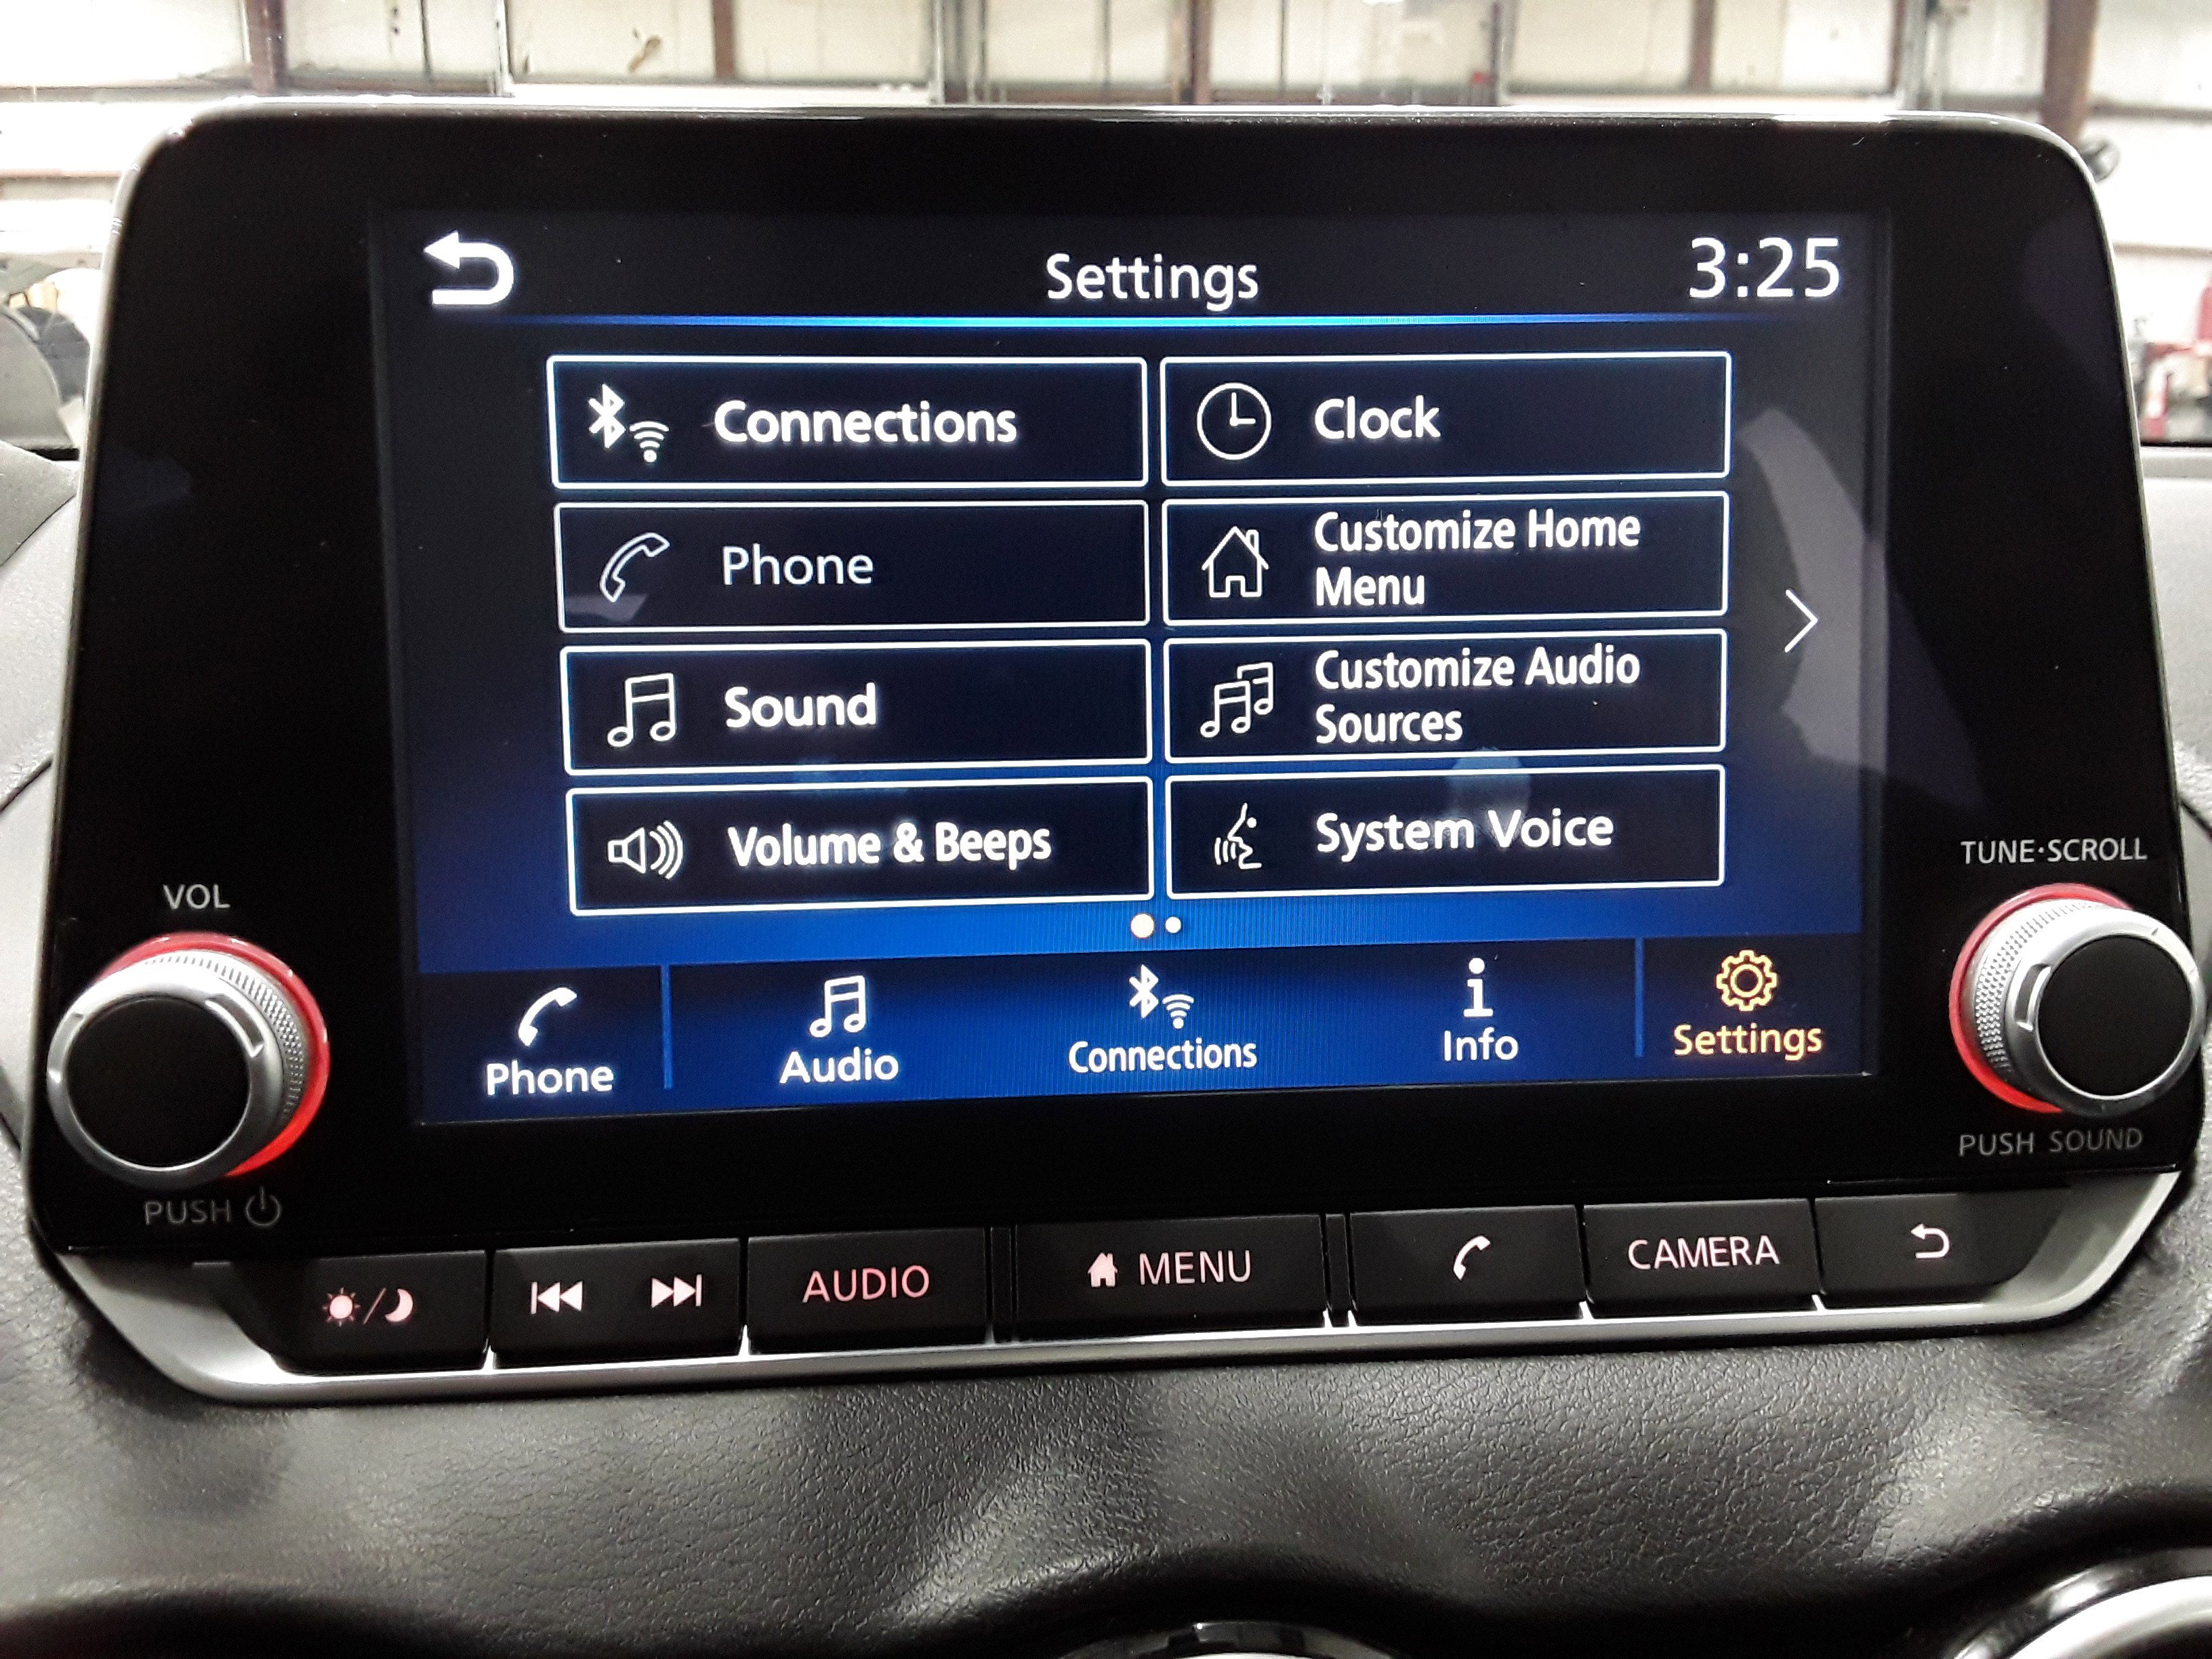 Settings
3:25
Connections
Clock
Phone
Customize Home
Menu
Sound
Customize Audio
Sources
Volume & Beeps
System Voice
Phone
Audio
Connections
Info
Settings
VOL
PUSH
TUNE·SCROLL
PUSH SOUND
AUDIO
MENU
CAMERA